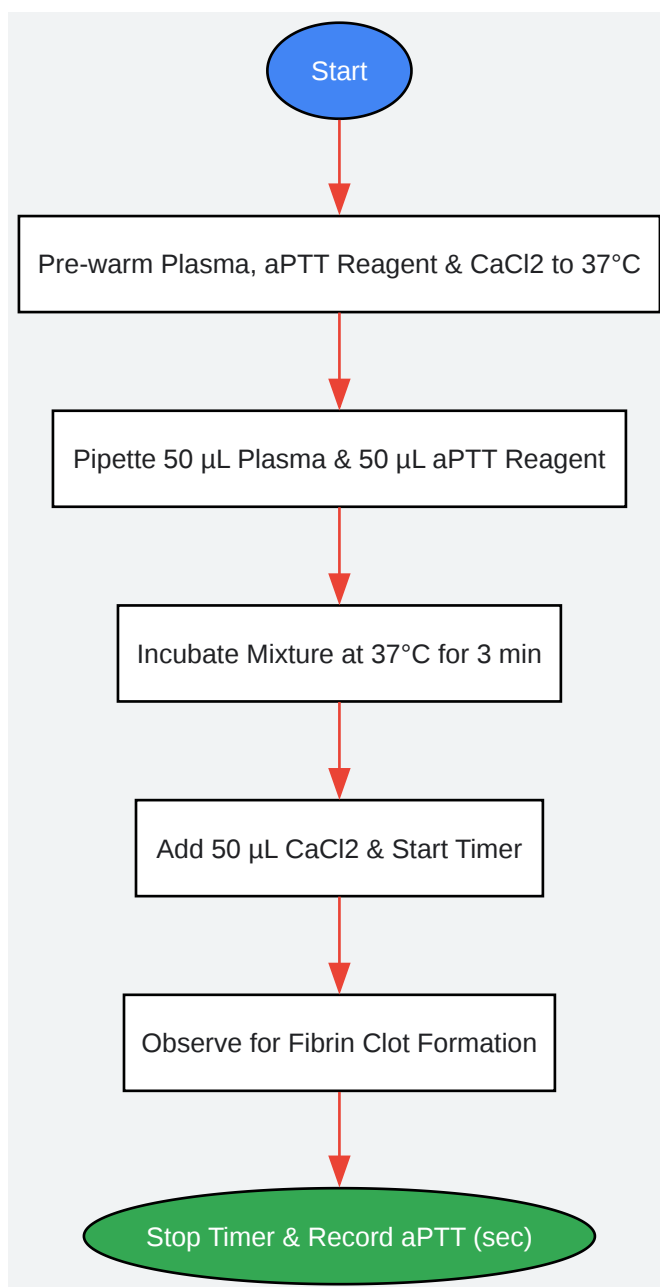 Start
Pre-warm Plasma, aPTT Reagent & CaCl2 to 37°C
Pipette 50 µL Plasma & 50 µL aPTT Reagent
Incubate Mixture at 37°C for 3 min
Add 50 µL CaCl2 & Start Timer
Observe for Fibrin Clot Formation
Stop Timer & Record aPTT (sec)